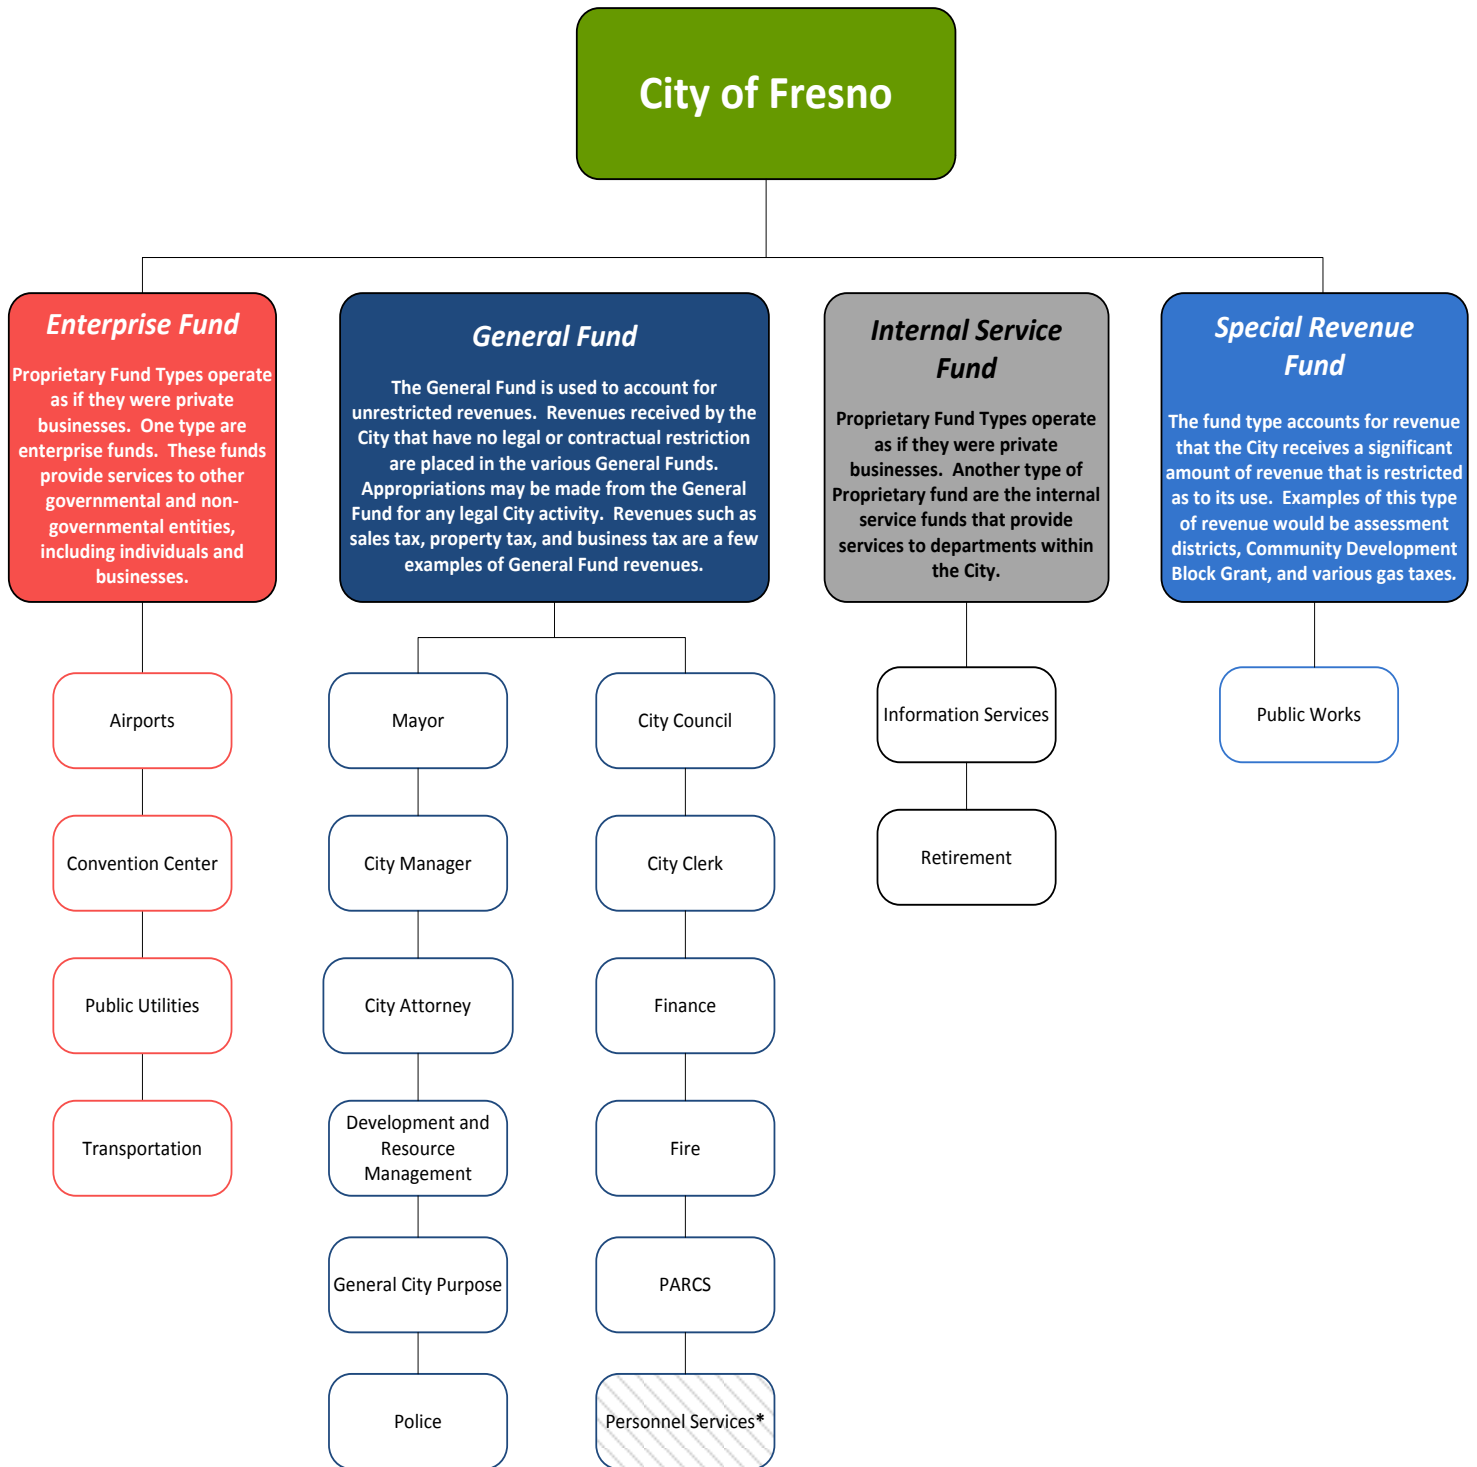 City of Fresno
Enterprise Fund
Proprietary Fund Types operate
as if they were private
businesses.  One type are
enterprise funds.  These funds
provide services to other
governmental and non-
governmental entities,
including individuals and
businesses.
General Fund
The General Fund is used to account for
unrestricted revenues.  Revenues received by the
City that have no legal or contractual restriction
are placed in the various General Funds.
Appropriations may be made from the General
Fund for any legal City activity.  Revenues such as
sales tax, property tax, and business tax are a few
examples of General Fund revenues.
Internal Service
Fund
Proprietary Fund Types operate
as if they were private
businesses.  Another type of
Proprietary fund are the internal
service funds that provide
services to departments within
the City.
Special Revenue
Fund
The fund type accounts for revenue
that the City receives a significant
amount of revenue that is restricted
as to its use.  Examples of this type
of revenue would be assessment
districts, Community Development
Block Grant, and various gas taxes.
Airports
Convention Center
Public Utilities
Transportation
Mayor
City Manager
City Attorney
Development and
Resource
Management
General City Purpose
Police
City Council
City Clerk
Finance
Fire
PARCS
Personnel Services*
Information Services
Retirement
Public Works